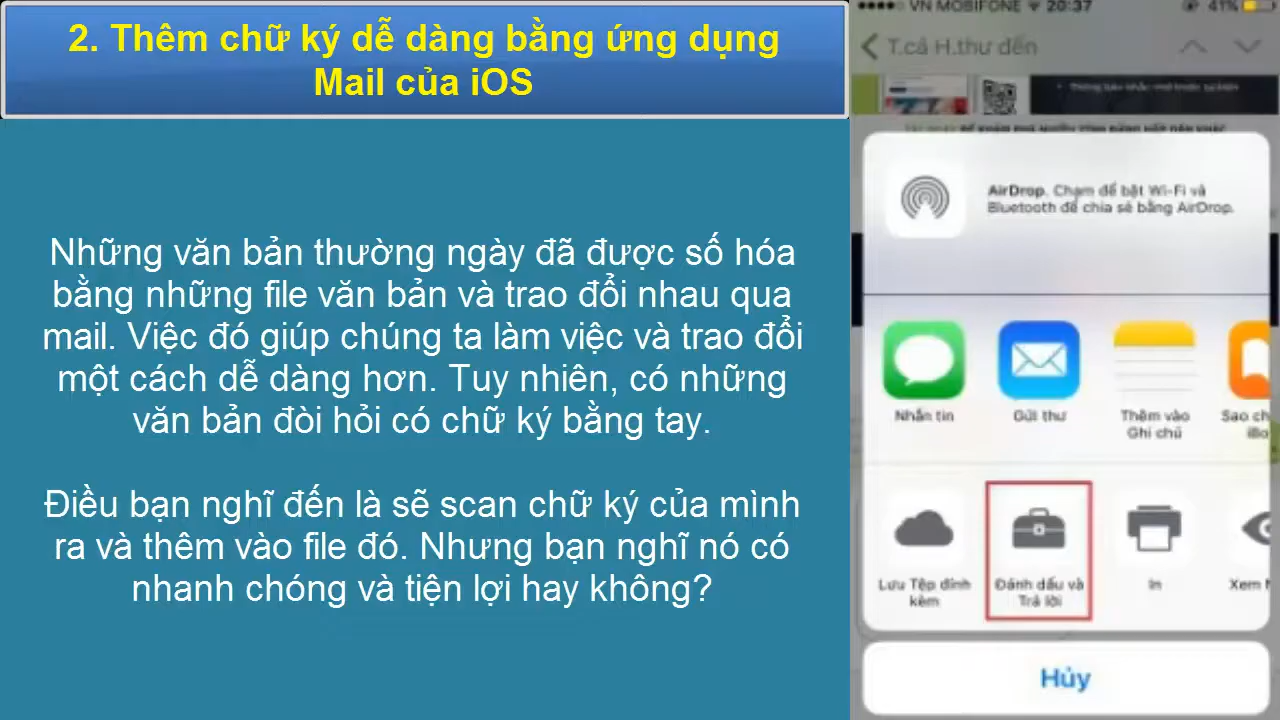 2. Thêm chữ ký dễ dàng bằng ứng dụng
Mail của iOS
Những văn bản thường ngày đã được số hóa
bằng những file văn bản và trao đổi nhau qua
mail. Việc đó giúp chúng ta làm việc và trao đổi
một cách dễ dàng hơn. Tuy nhiên, có những
văn bản đòi hỏi có chữ ký bằng tay.
Điều bạn nghĩ đến là sẽ scan chữ ký của mình
ra và thêm vào file đó. Nhưng bạn nghĩ nó có
nhanh chóng và tiện lợi hay không?
VN MOBIFONE 20:37 41%
T.cả H.thư đến
AirDrop. Chạm để bật Wi-Fi và
Bluetooth để chia sẻ bằng AirDrop.
Nhắn tin
Gửi thư
Thêm vào
Ghi chú
Sao ch
iBo
Lưu Tệp đính
kèm
Đánh dấu và
Trả lời
In
Xem
Hủy